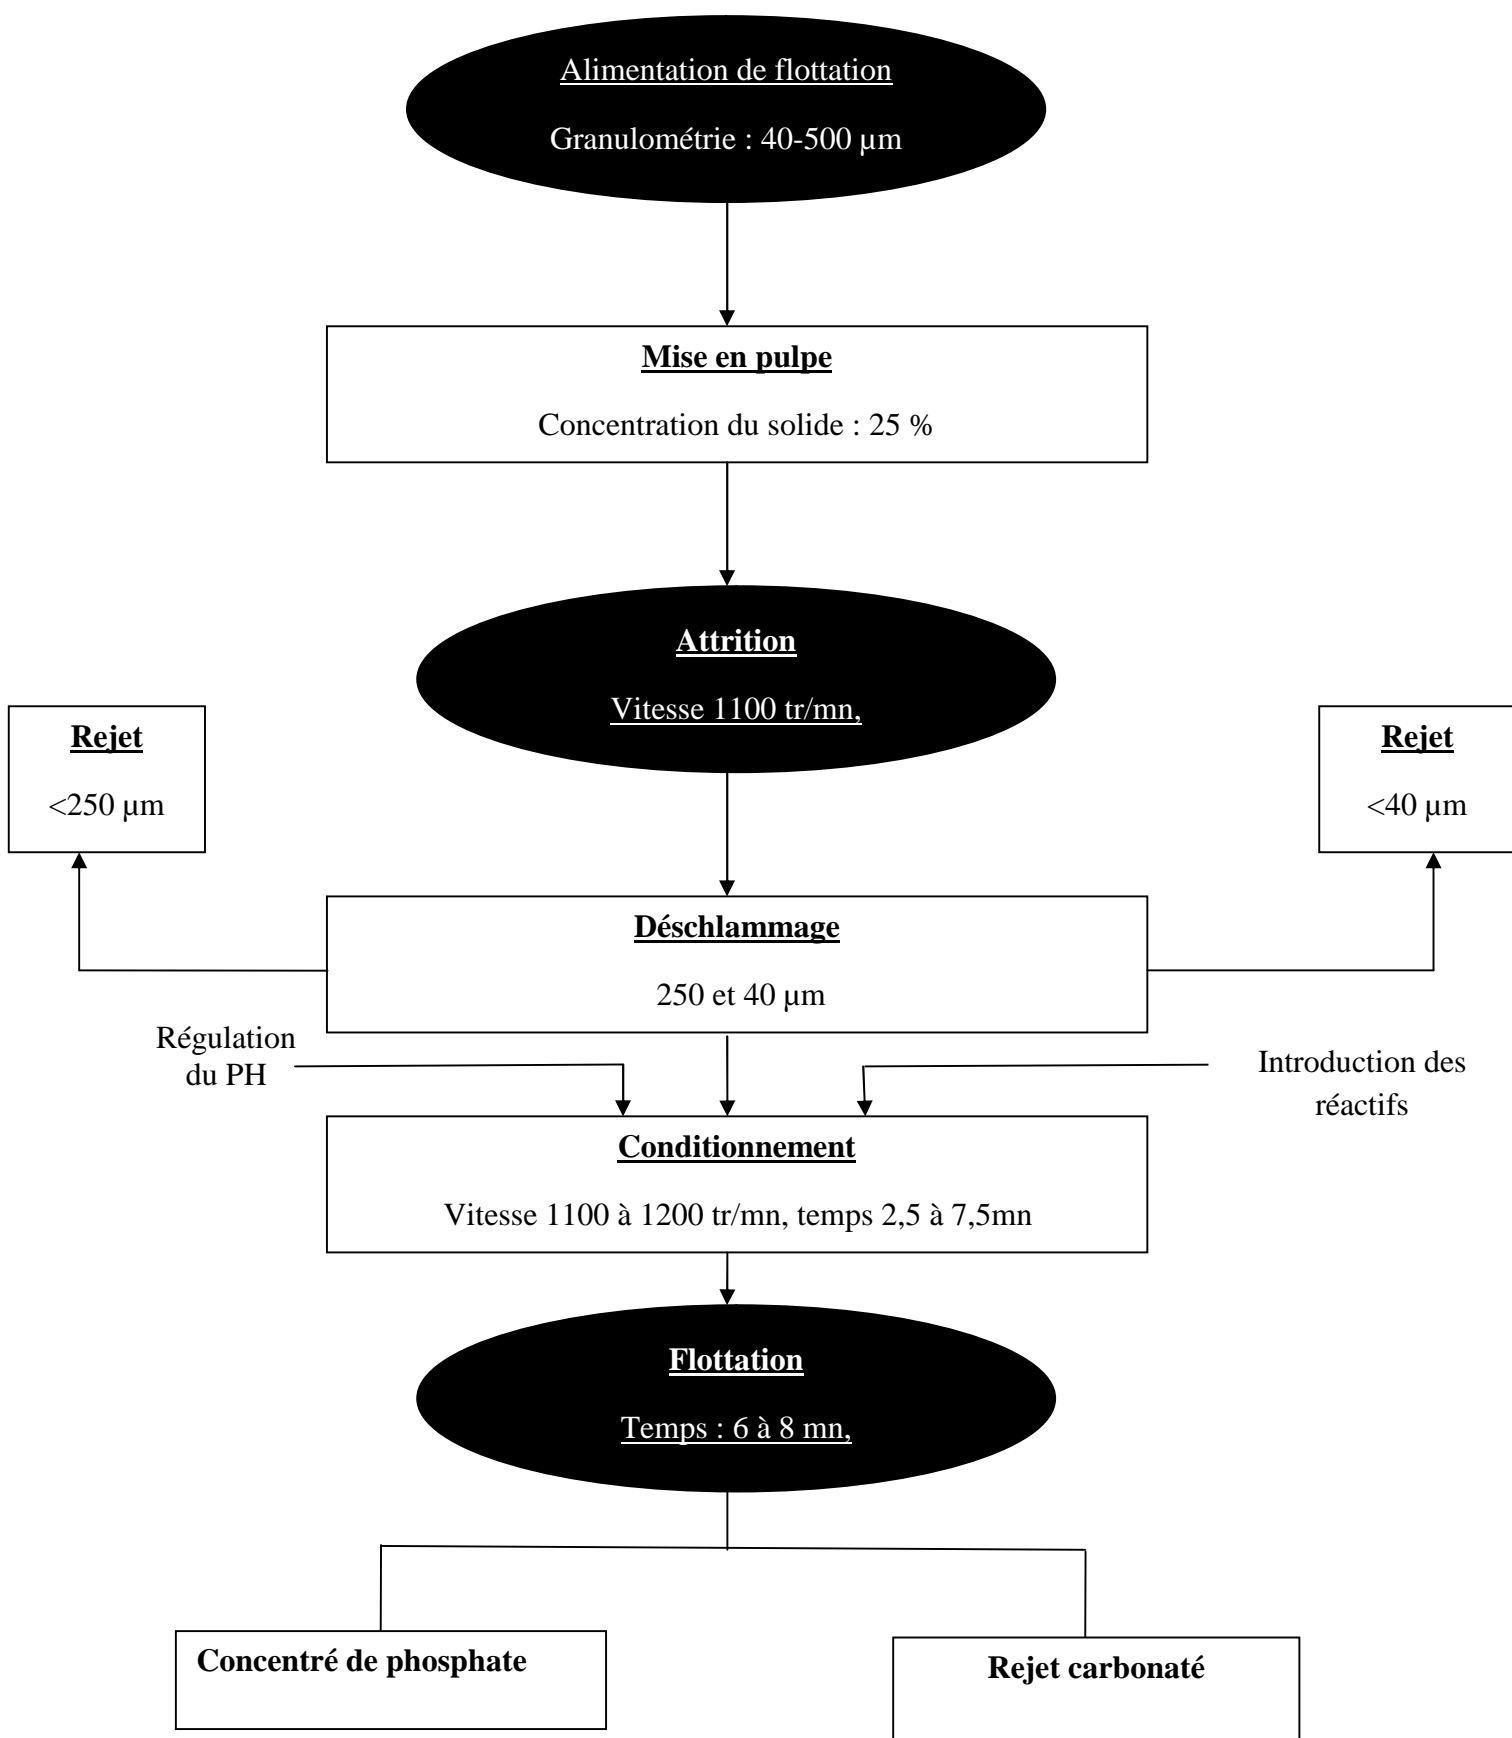 Alimentation de flottation
Granulométrie : 40-500 µm
Mise en pulpe
Concentration du solide : 25 %
Attrition
Vitesse 1100 tr/mn,
Rejet
<250 µm
Rejet
<40 µm
Déschlammage
250 et 40 µm
Régulation
du PH
Introduction des
réactifs
Conditionnement
Vitesse 1100 à 1200 tr/mn, temps 2,5 à 7,5mn
Flottation
Temps : 6 à 8 mn,
Concentré de phosphate
Rejet carbonaté